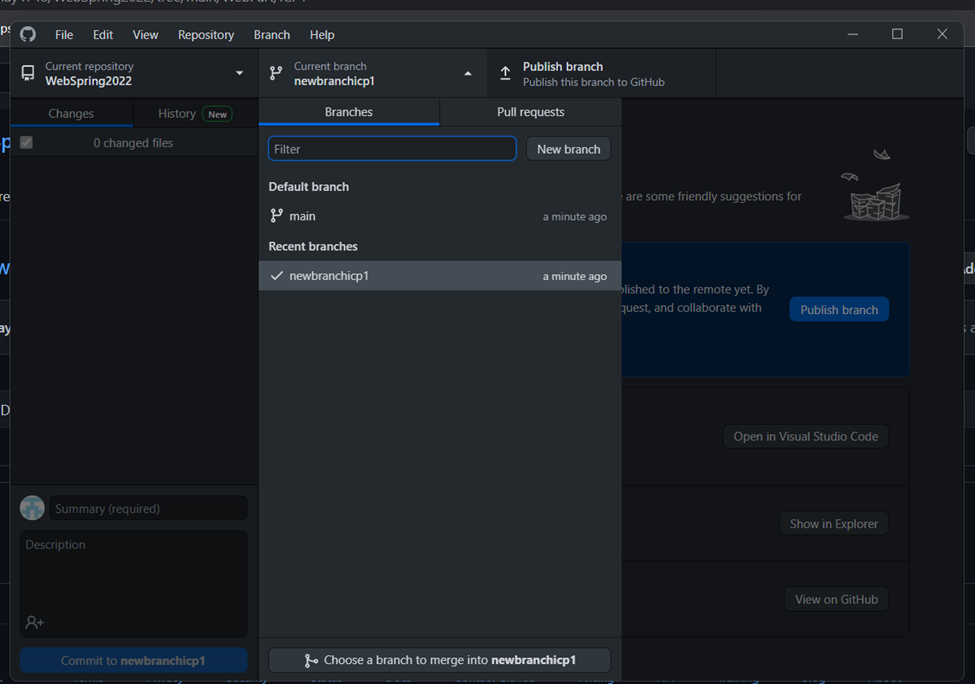 File Edit View Repository Branch Help
Current repository
WebSpring2022
Current branch
newbranchicp1
Publish branch
Publish this branch to GitHub
Changes
History New
Branches
Pull requests
0 changed files
Filter
New branch
Default branch
main a minute ago
Recent branches
newbranchicp1 a minute ago
are some friendly suggestions for
to the remote yet. By
and collaborate with
Publish branch
Open in Visual Studio Code
Show in Explorer
View on GitHub
Summary (required)
Description
Commit to newbranchicp1
Choose a branch to merge into newbranchicp1